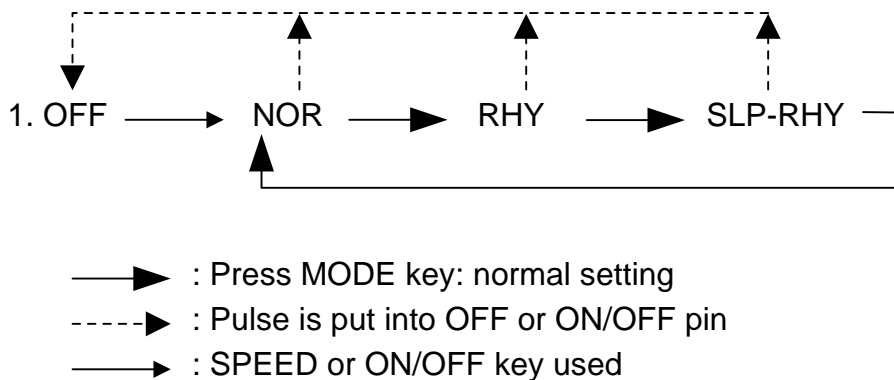 1. OFF NOR RHY SLP-RHY
: Press MODE key: normal setting
: Pulse is put into OFF or ON/OFF pin
: SPEED or ON/OFF key used